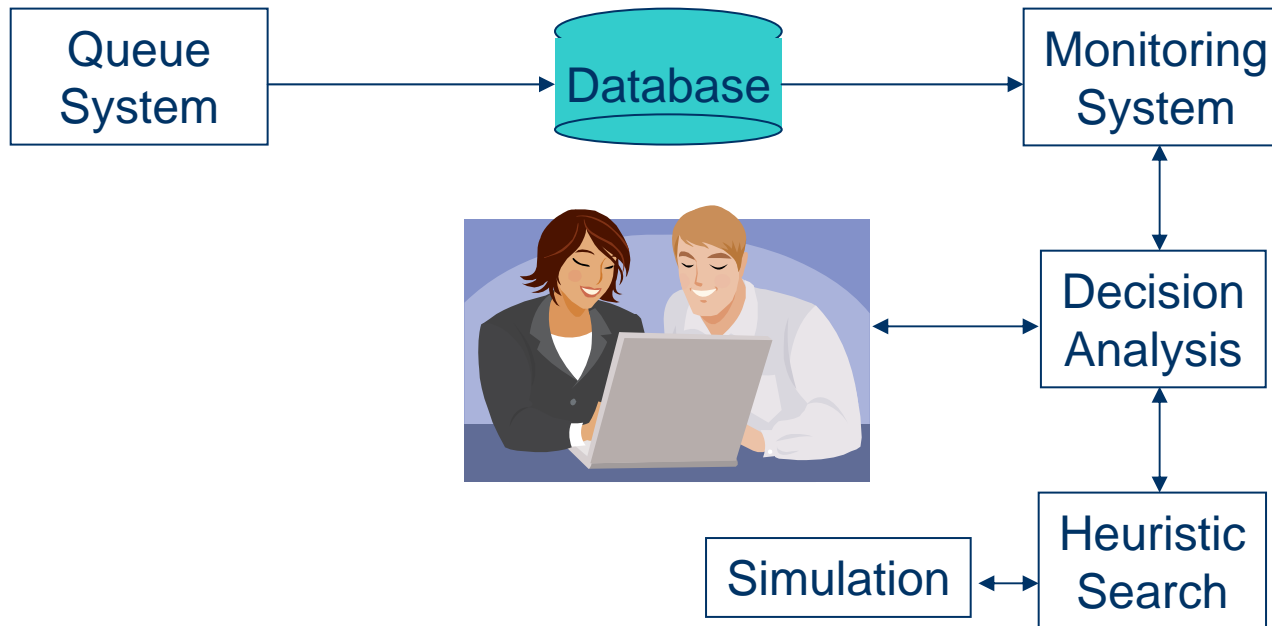 Queue
System
Database
Monitoring
System
Decision
Analysis
Heuristic
Search
Simulation